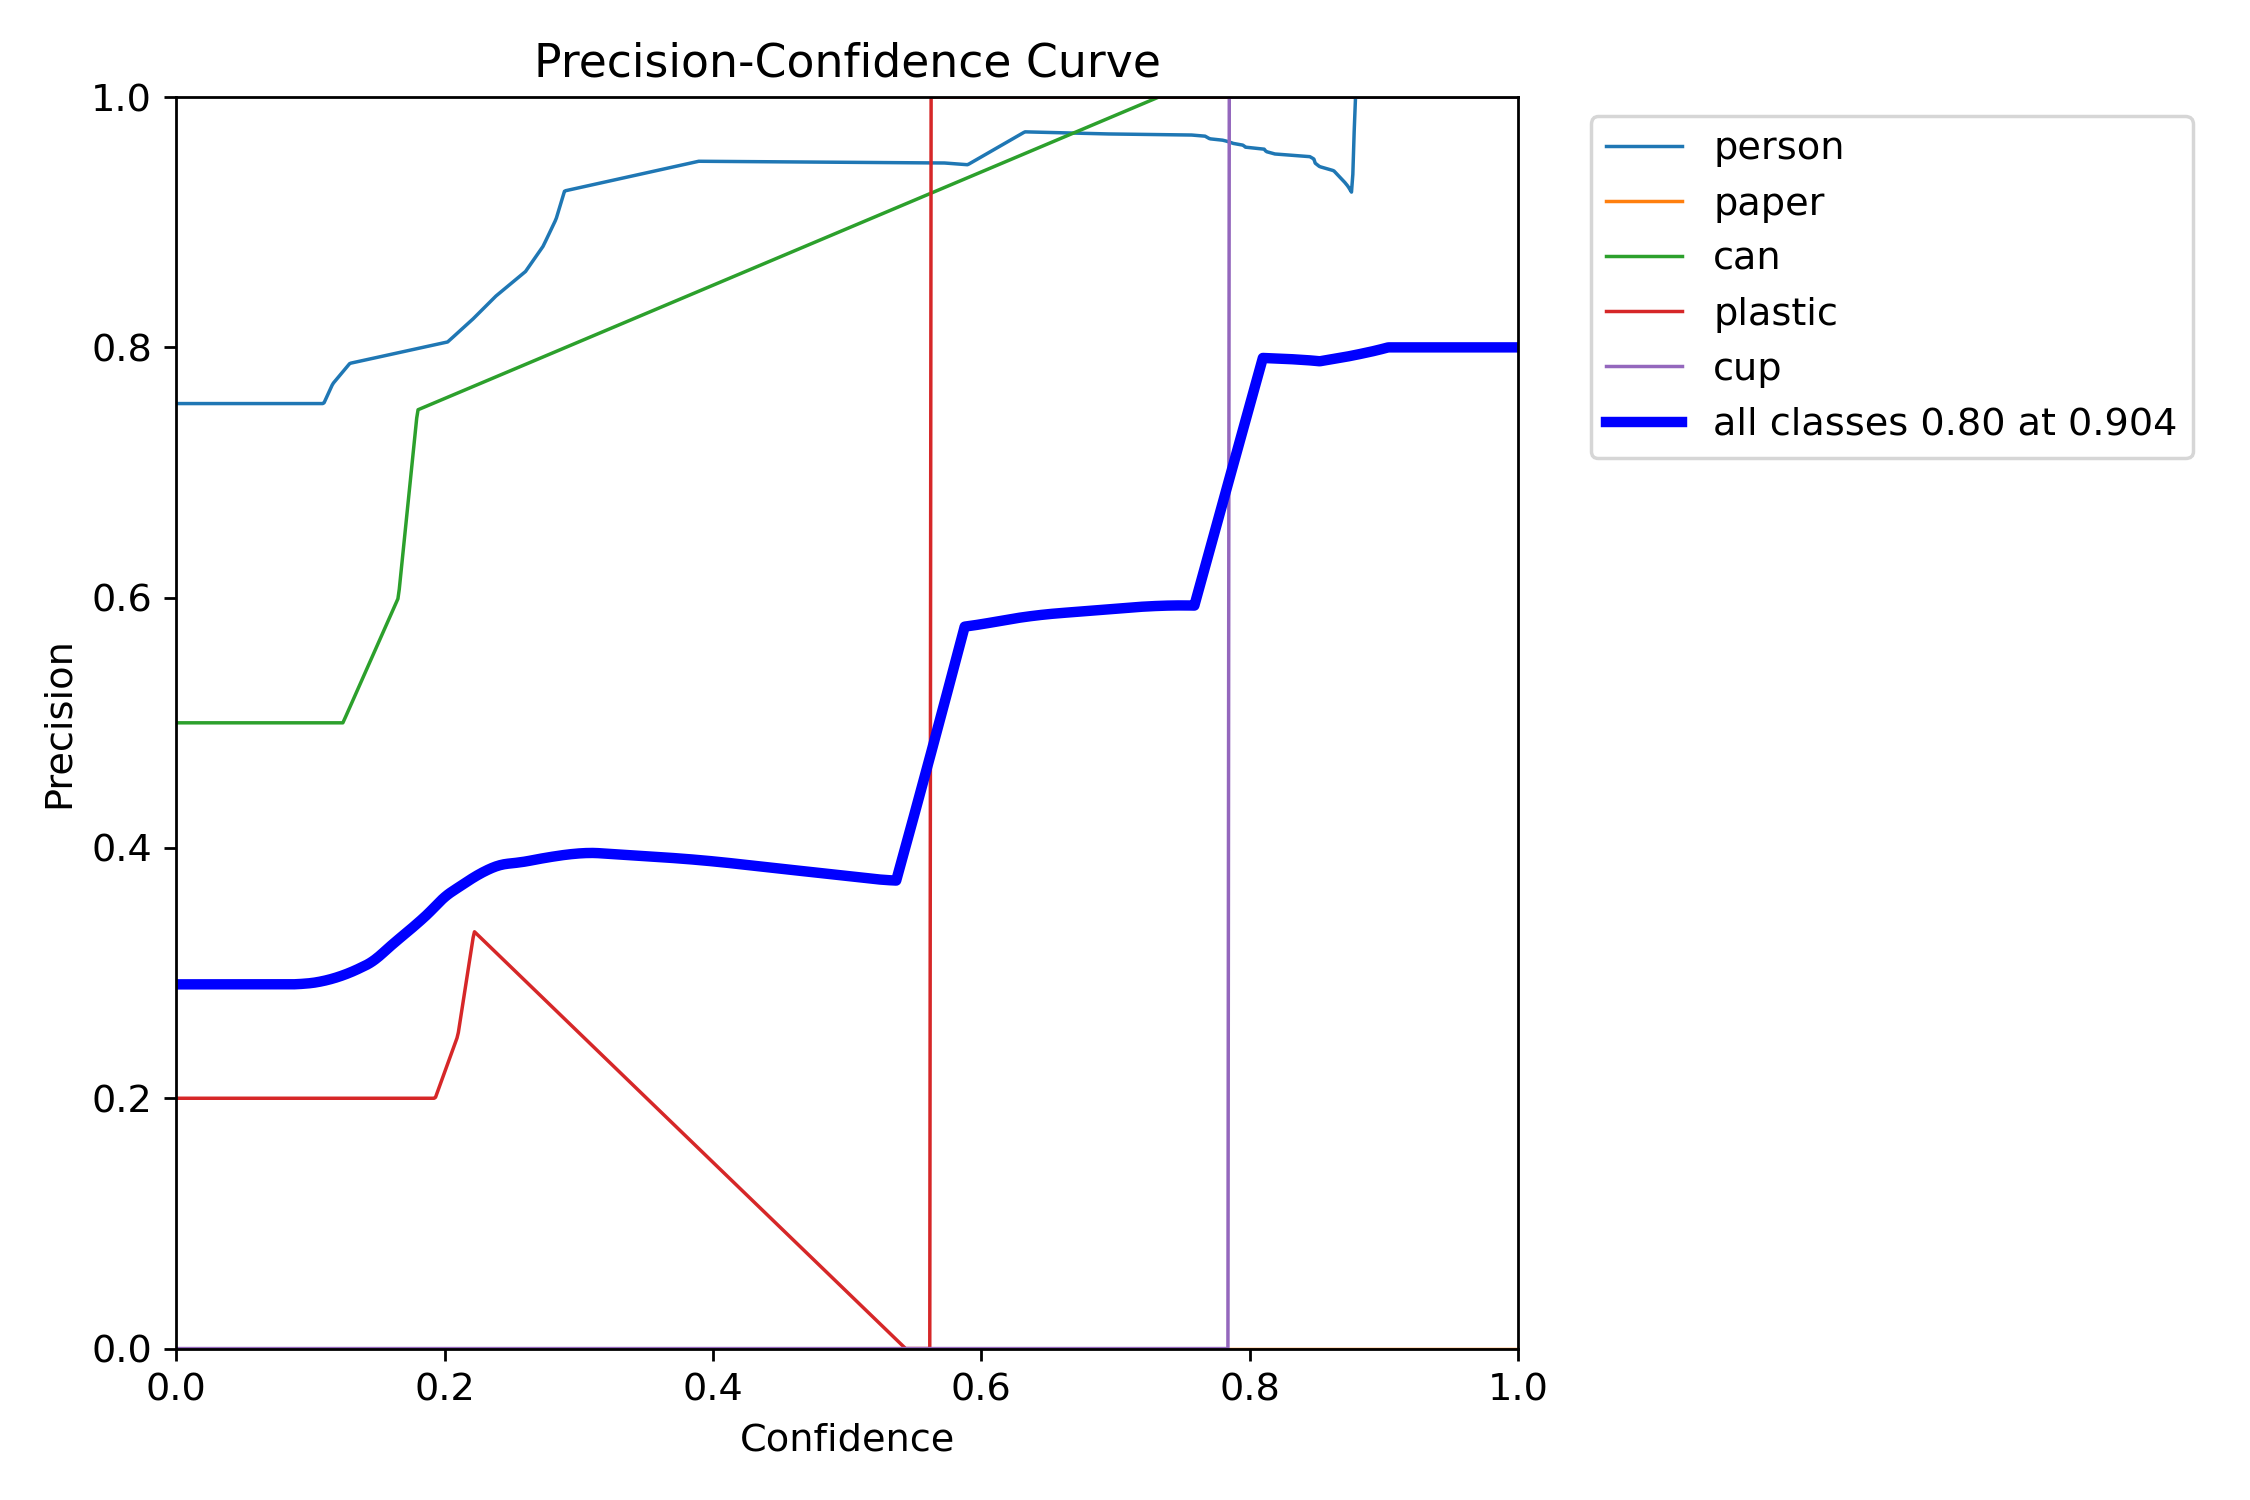 Precision-Confidence Curve
1.0
0.8
0.6
0.4
0.2
0.0
Precision
0.0 0.2 0.4 0.6 0.8 1.0
Confidence
person
paper
can
plastic
cup
all classes 0.80 at 0.904